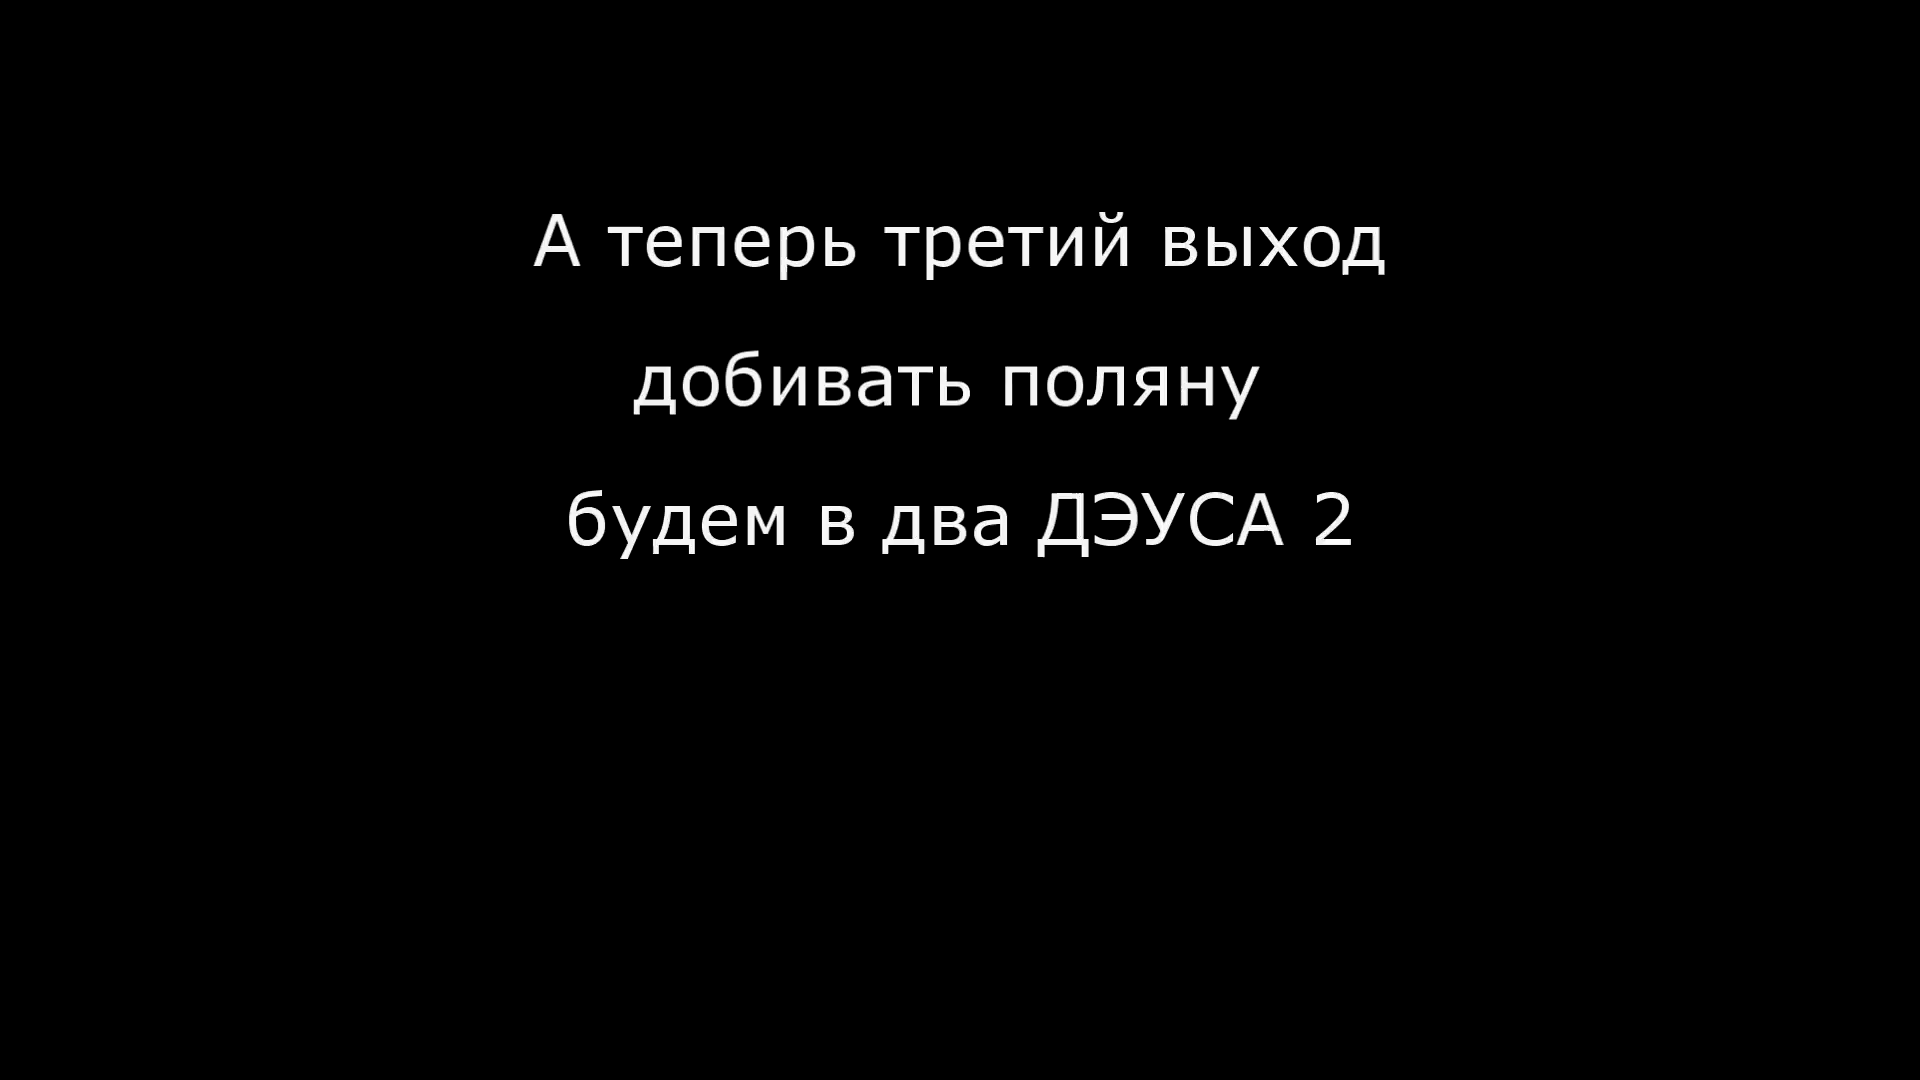 А теперь третий выход
добивать поляну
будем в два ДЭУСА 2